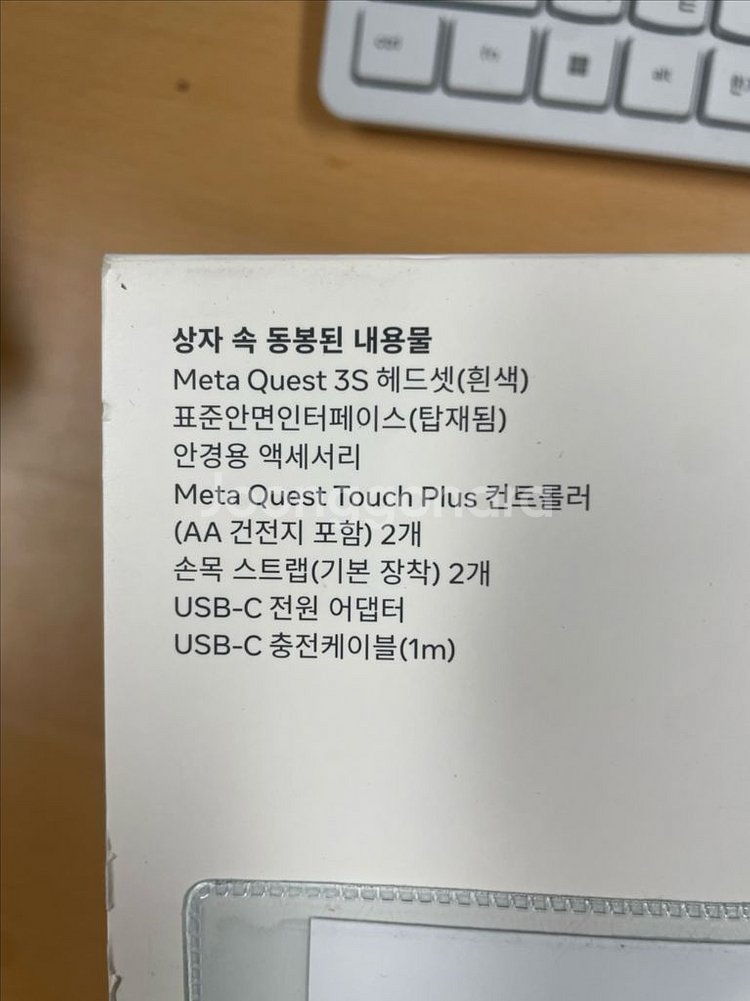 ctrl
fn
alt
상자 속 동봉된 내용물
Meta Quest 3S 헤드셋(흰색)
표준안면인터페이스(탑재됨)
안경용 액세서리
Meta Quest Touch Plus 컨트롤러
Joonggonara
(AA 건전지 포함) 2개
손목 스트랩(기본 장착) 2개
USB-C 전원 어댑터
USB-C 충전케이블(1m)